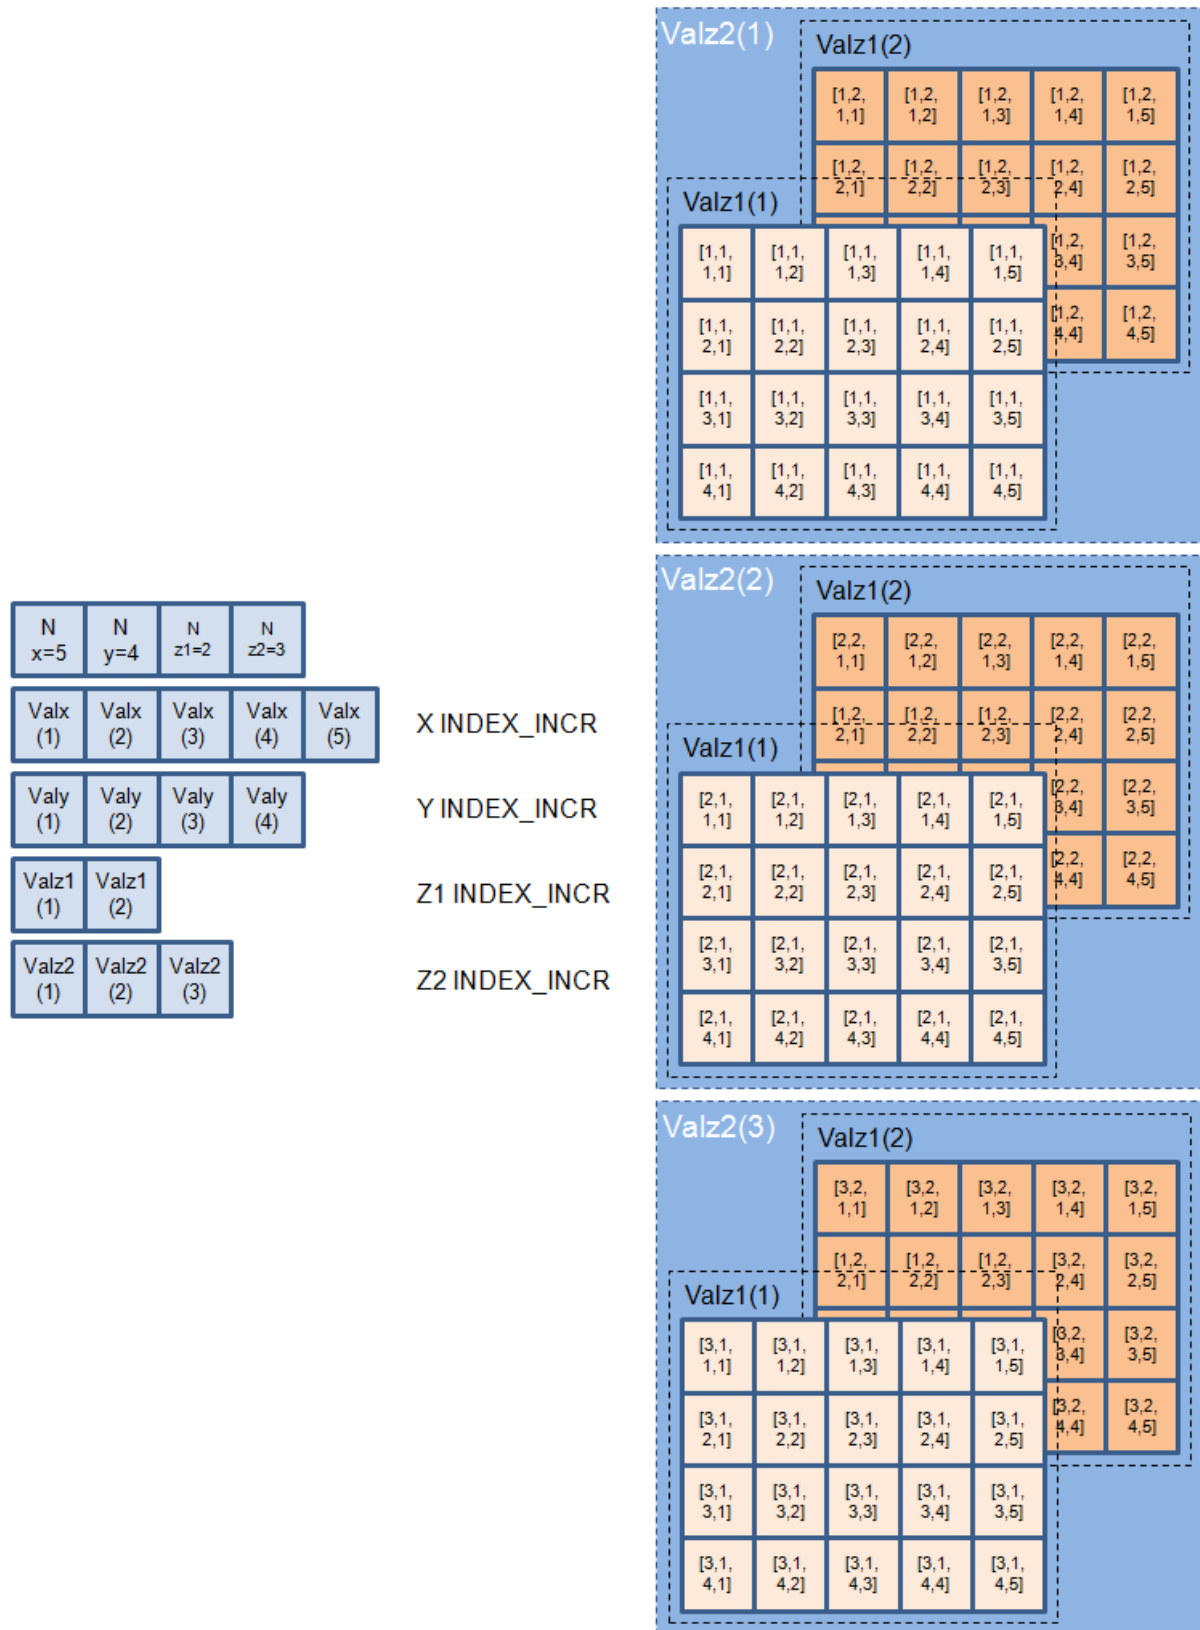 N N N N
x=5 y=4 z1=2 z2=3
Valx Valx Valx Valx Valx
(1) (2) (3) (4) (5)
X INDEX_INCR
Valy Valy Valy Valy
(1) (2) (3) (4)
Y INDEX_INCR
Valz1 Valz1
(1) (2)
Z1 INDEX_INCR
Valz2 Valz2 Valz2
(1) (2) (3)
Z2 INDEX_INCR
Valz2(1)
Valz1(2)
[1,2, [1,2, [1,2, [1,2, [1,2,
1,1] 1,2] 1,3] 1,4] 1,5]
[1,2, [1,2, [1,2, [1,2, [1,2,
2,1] 2,2] 2,3] 2,4] 2,5]
[1,2, [1,2,
3,4] 3,5]
[1,2, [1,2,
4,4] 4,5]
Valz1(1)
[1,1, [1,1, [1,1, [1,1, [1,1,
1,1] 1,2] 1,3] 1,4] 1,5]
[1,1, [1,1, [1,1, [1,1, [1,1,
2,1] 2,2] 2,3] 2,4] 2,5]
[1,1, [1,1, [1,1, [1,1, [1,1,
3,1] 3,2] 3,3] 3,4] 3,5]
[1,1, [1,1, [1,1, [1,1, [1,1,
4,1] 4,2] 4,3] 4,4] 4,5]
Valz2(2)
Valz1(2)
[2,2, [2,2, [2,2, [2,2, [2,2,
1,1] 1,2] 1,3] 1,4] 1,5]
[1,2, [1,2, [1,2, [2,2, [2,2,
2,1] 2,2] 2,3] 2,4] 2,5]
[2,2, [2,2,
3,4] 3,5]
[2,2, [2,2,
4,4] 4,5]
Valz1(1)
[2,1, [2,1, [2,1, [2,1, [2,1,
1,1] 1,2] 1,3] 1,4] 1,5]
[2,1, [2,1, [2,1, [2,1, [2,1,
2,1] 2,2] 2,3] 2,4] 2,5]
[2,1, [2,1, [2,1, [2,1, [2,1,
3,1] 3,2] 3,3] 3,4] 3,5]
[2,1, [2,1, [2,1, [2,1, [2,1,
4,1] 4,2] 4,3] 4,4] 4,5]
Valz2(3)
Valz1(2)
[3,2, [3,2, [3,2, [3,2, [3,2,
1,1] 1,2] 1,3] 1,4] 1,5]
[1,2, [1,2, [1,2, [3,2, [3,2,
2,1] 2,2] 2,3] 2,4] 2,5]
[3,2, [3,2,
3,4] 3,5]
[3,2, [3,2,
4,4] 4,5]
Valz1(1)
[3,1, [3,1, [3,1, [3,1, [3,1,
1,1] 1,2] 1,3] 1,4] 1,5]
[3,1, [3,1, [3,1, [3,1, [3,1,
2,1] 2,2] 2,3] 2,4] 2,5]
[3,1, [3,1, [3,1, [3,1, [3,1,
3,1] 3,2] 3,3] 3,4] 3,5]
[3,1, [3,1, [3,1, [3,1, [3,1,
4,1] 4,2] 4,3] 4,4] 4,5]